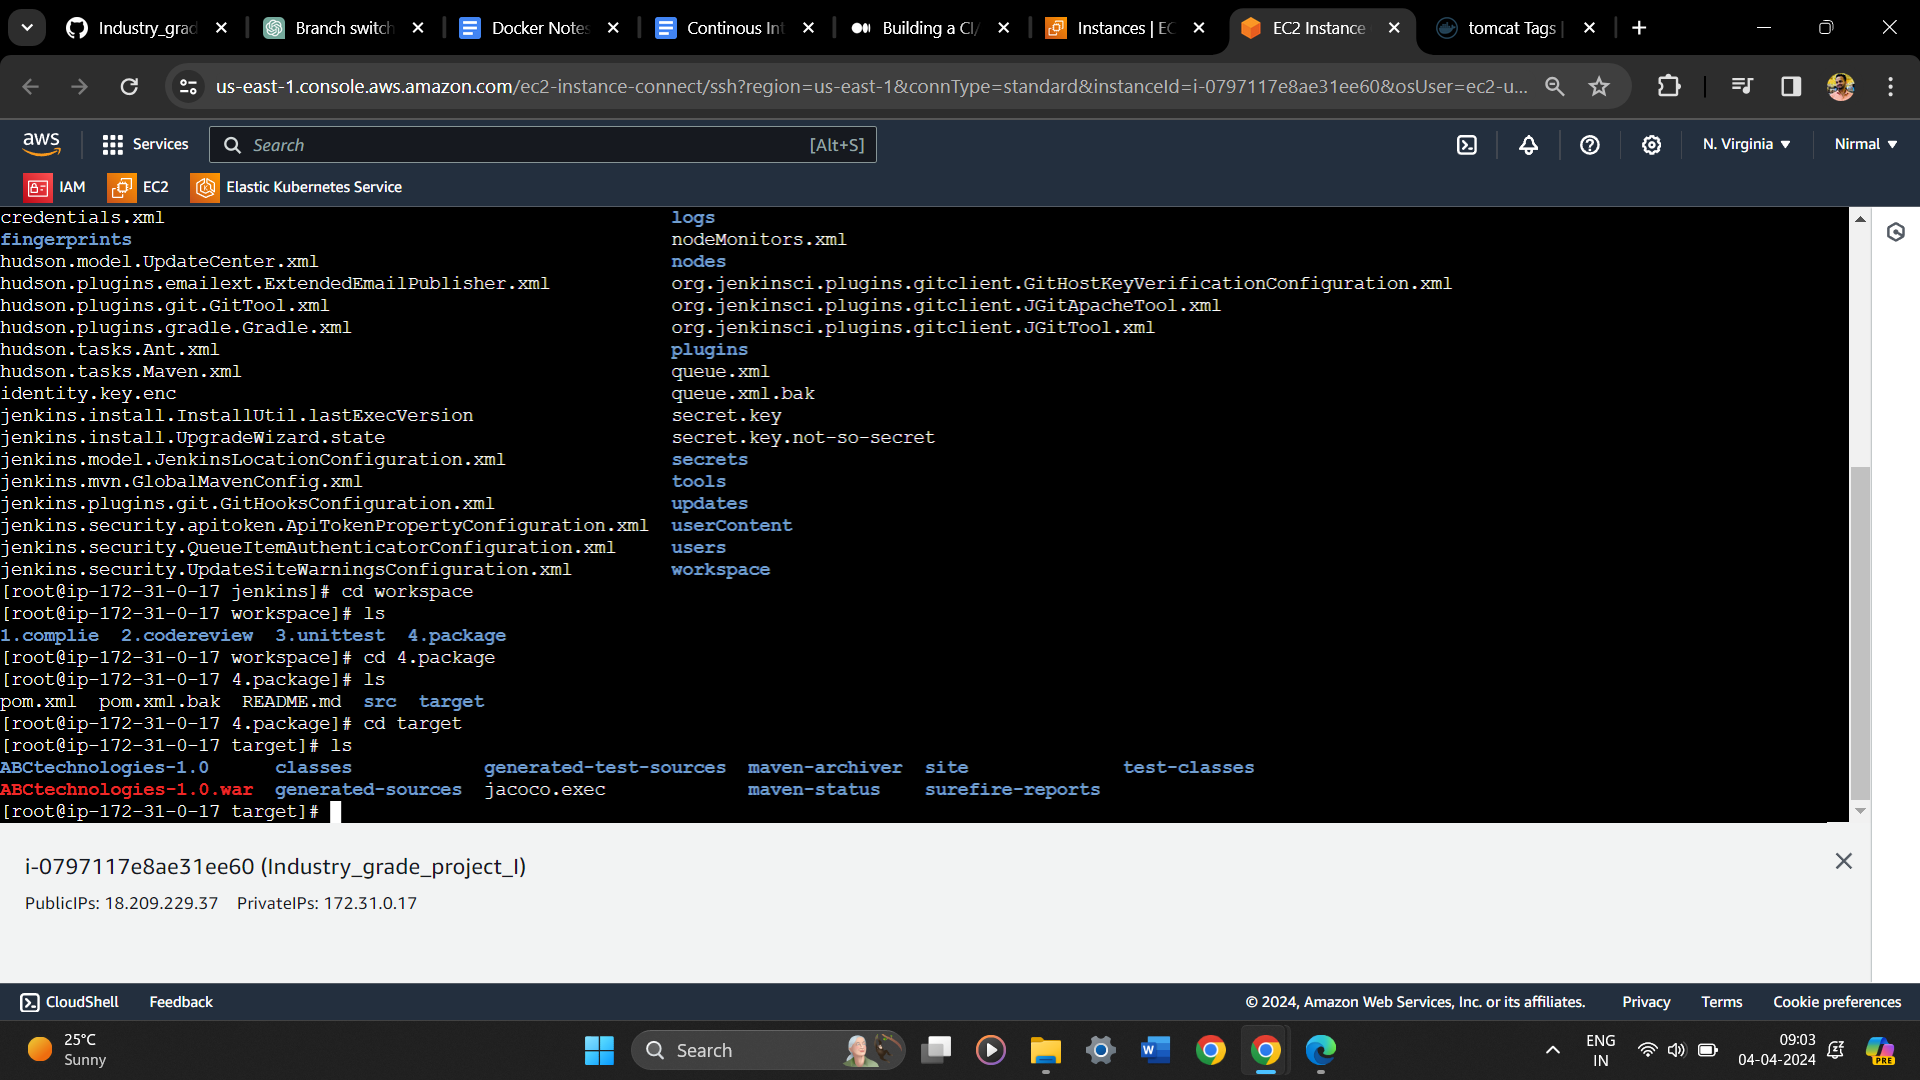 Industry_grad
Branch switch
Docker Notes
Continous Int
Building a CI/
Instances | EC
EC2 Instance
tomcat Tags |
us-east-1.console.aws.amazon.com/ec2-instance-connect/ssh?region=us-east-1&connType=standard&instanceId=i-0797117e8ae31ee60&osUser=ec2-u...
aws
Services
Search
[Alt+S]
N. Virginia
Nirmal
IAM
EC2
Elastic Kubernetes Service
credentials.xml logs
fingerprints nodeMonitors.xml
hudson.model.UpdateCenter.xml nodes
hudson.plugins.emailext.ExtendedEmailPublisher.xml org.jenkinsci.plugins.gitclient.GitHostKeyVerificationConfiguration.xml
hudson.plugins.git.GitTool.xml org.jenkinsci.plugins.gitclient.JGitApacheTool.xml
hudson.plugins.gradle.Gradle.xml org.jenkinsci.plugins.gitclient.JGitTool.xml
hudson.tasks.Ant.xml plugins
hudson.tasks.Maven.xml queue.xml
identity.key.enc queue.xml.bak
jenkins.install.InstallUtil.lastExecVersion secret.key
jenkins.install.UpgradeWizard.state secret.key.not-so-secret
jenkins.model.JenkinsLocationConfiguration.xml secrets
jenkins.mvn.GlobalMavenConfig.xml tools
jenkins.plugins.git.GitHooksConfiguration.xml updates
jenkins.security.apitoken.ApiTokenPropertyConfiguration.xml userContent
jenkins.security.QueueItemAuthenticatorConfiguration.xml users
jenkins.security.UpdateSiteWarningsConfiguration.xml workspace
[root@ip-172-31-0-17 jenkins]# cd workspace
[root@ip-172-31-0-17 workspace]# ls
1.complie 2.codereview 3.unittest 4.package
[root@ip-172-31-0-17 workspace]# cd 4.package
[root@ip-172-31-0-17 4.package]# ls
pom.xml pom.xml.bak README.md src target
[root@ip-172-31-0-17 4.package]# cd target
[root@ip-172-31-0-17 target]# ls
ABCtechnologies-1.0 classes generated-test-sources maven-archiver site test-classes
ABCtechnologies-1.0.war generated-sources jacoco.exec maven-status surefire-reports
[root@ip-172-31-0-17 target]#
i-0797117e8ae31ee60 (Industry_grade_project_I)
PublicIPs: 18.209.229.37 PrivateIPs: 172.31.0.17
CloudShell Feedback © 2024, Amazon Web Services, Inc. or its affiliates. Privacy Terms Cookie preferences
25°C
Sunny
Search
ENG
IN
09:03
04-04-2024
PRE